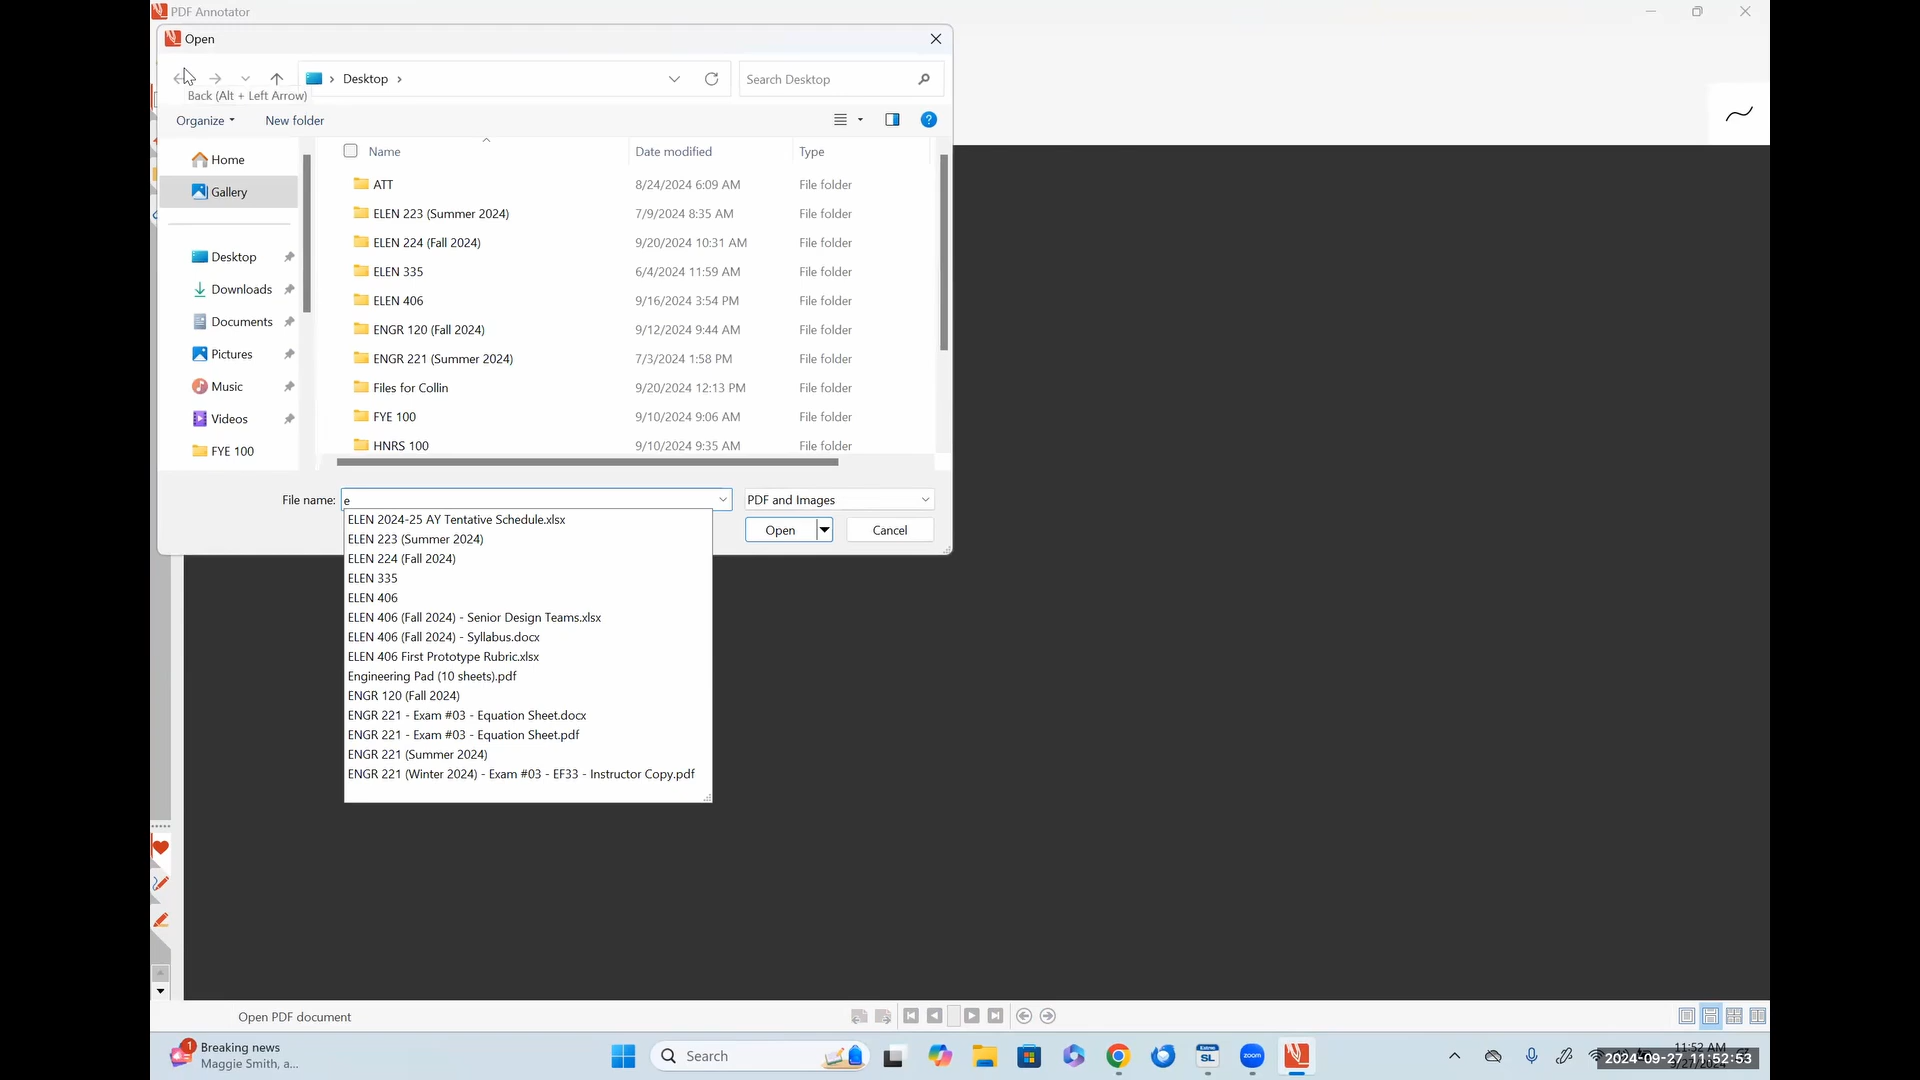 PDF Annotator
Open
Desktop
Search Desktop
Back (Alt + Left Arrow)
Organize
New folder
Home
Gallery
Desktop
Downloads
Documents
Pictures
Music
Videos
FYE 100
Name Date modified Type
ATT 8/24/2024 6:09 AM File folder
ELEN 223 (Summer 2024) 7/9/2024 8:35 AM File folder
ELEN 224 (Fall 2024) 9/20/2024 10:31 AM File folder
ELEN 335 6/4/2024 11:59 AM File folder
ELEN 406 9/16/2024 3:54 PM File folder
ENGR 120 (Fall 2024) 9/12/2024 9:44 AM File folder
ENGR 221 (Summer 2024) 7/3/2024 1:58 PM File folder
Files for Collin 9/20/2024 12:13 PM File folder
FYE 100 9/10/2024 9:06 AM File folder
HNRS 100 9/10/2024 9:35 AM File folder
File name: e
PDF and Images
Open
Cancel
ELEN 2024-25 AY Tentative Schedule.xlsx
ELEN 223 (Summer 2024)
ELEN 224 (Fall 2024)
ELEN 335
ELEN 406
ELEN 406 (Fall 2024) - Senior Design Teams.xlsx
ELEN 406 (Fall 2024) - Syllabus.docx
ELEN 406 First Prototype Rubric.xlsx
Engineering Pad (10 sheets).pdf
ENGR 120 (Fall 2024)
ENGR 221 - Exam #03 - Equation Sheet.docx
ENGR 221 - Exam #03 - Equation Sheet.pdf
ENGR 221 (Summer 2024)
ENGR 221 (Winter 2024) - Exam #03 - EF33 - Instructor Copy.pdf
Open PDF document
1
Breaking news
Maggie Smith, a...
Search
SL
zoom
11:52 AM
2024-09-27 11:52:53